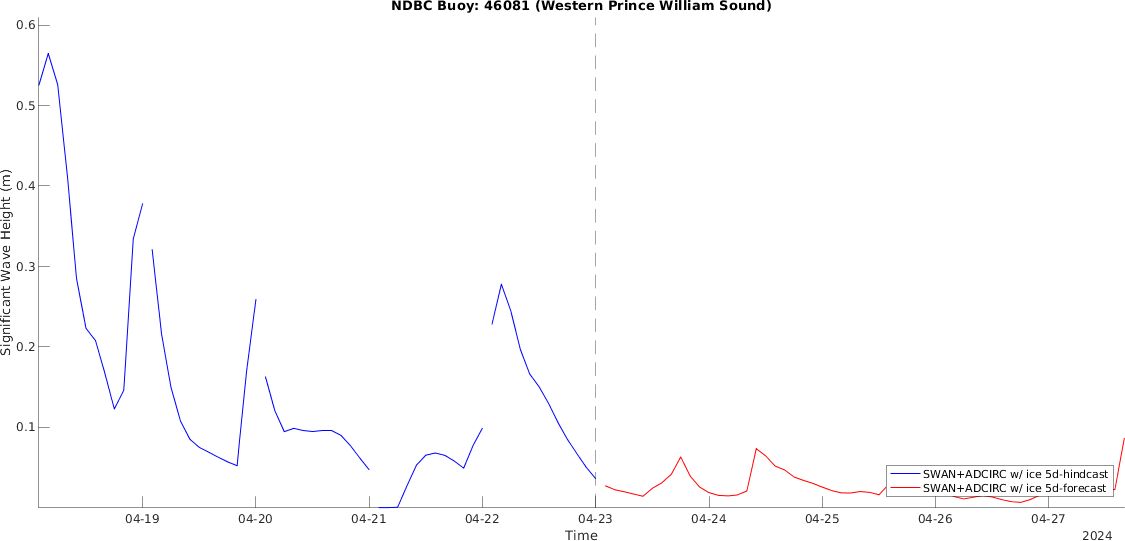 NDBC Buoy: 46081 (Western Prince William Sound)
0.6
0.5
0.4
0.3
0.2
0.1
Significant Wave Height (m)
SWAN+ADCIRC w/ ice 5d-hindcast
SWAN+ADCIRC w/ ice 5d-forecast
04-19 04-20 04-21 04-22 04-23 04-24 04-25 04-26 04-27
Time
2024